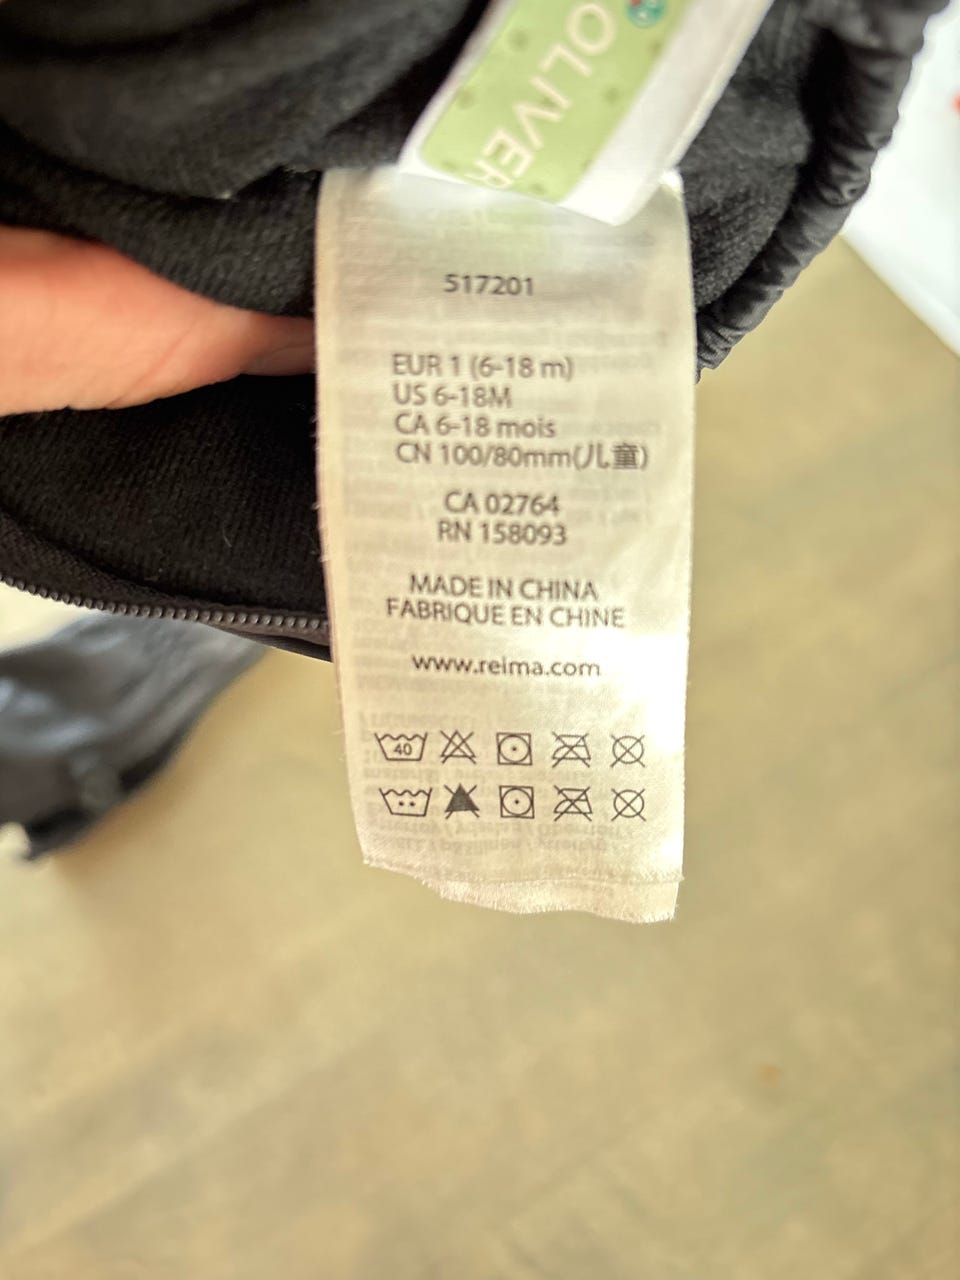 OLIVER
517201
EUR 1 (6-18 m)
US 6-18M
CA 6-18 mois
CN 100/80mm(儿童)
CA 02764
RN 158093
MADE IN CHINA
FABRIQUE EN CHINE
www.reima.com
40